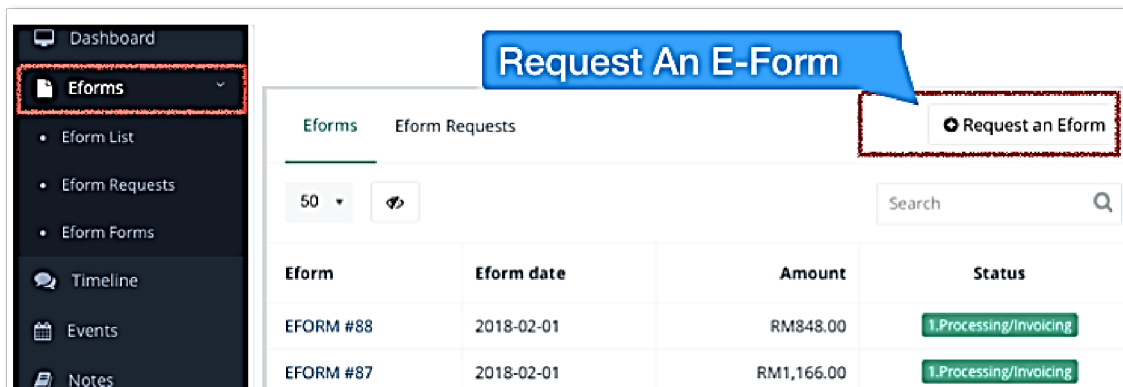 Dashboard
Eforms
Eform List
Eform Requests
Eform Forms
Timeline
Events
Notes
Request An E-Form
Eforms Eform Requests
Request an Eform
50
Search
Eform Eform date Amount Status
EFORM #88 2018-02-01 RM848.00 1.Processing/Invoicing
EFORM #87 2018-02-01 RM1,166.00 1.Processing/Invoicing